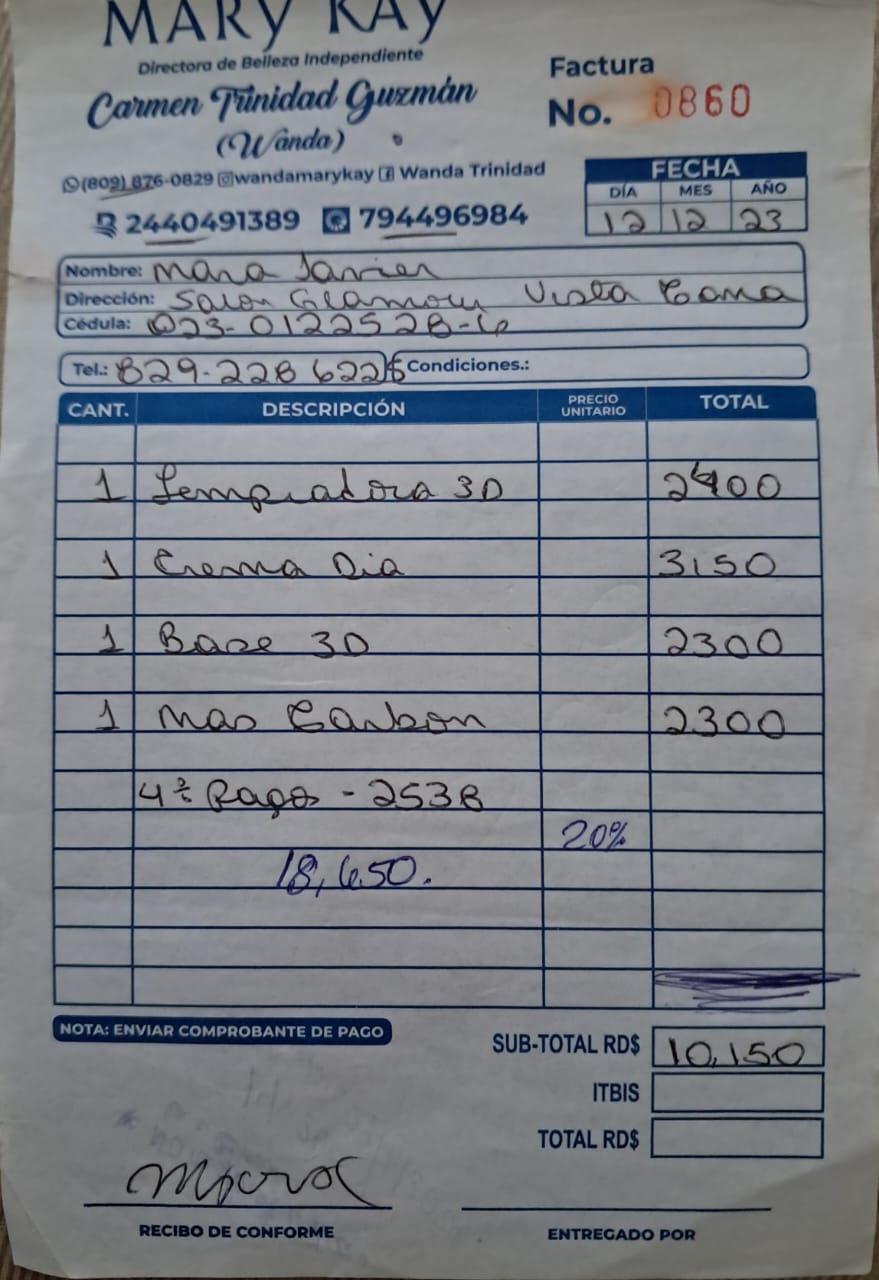 MARY KAY
Directora de Belleza Independiente
Carmen Trinidad Guzmán
(Wanda)
(809) 876-0829 wandamarykay Wanda Trinidad
2440491389 794496984
Factura
No. 0860
FECHA
DÍA MES AÑO
12 12 23
Nombre: Maria Javier
Dirección: Salon Glamour Vista Cana
Cédula: 023-0122528-6
Tel.: 829-228 6225 Condiciones.:
CANT. DESCRIPCIÓN PRECIO UNITARIO TOTAL
1 Lempiadora 3D 2400
1 Crema Dia 3150
1 Base 3D 2300
1 Mas Carbon 2300
4 Pagos - 2538
20%
18,650.
NOTA: ENVIAR COMPROBANTE DE PAGO
SUB-TOTAL RD$ 10,150
ITBIS
TOTAL RD$
RECIBO DE CONFORME
ENTREGADO POR